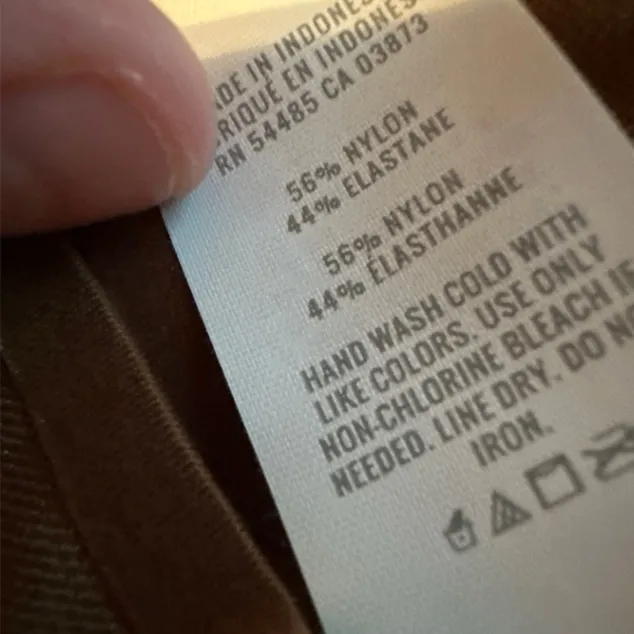 DE IN INDONES
RIQUÉ EN INDONES
RN 54485 CA 03873
56% NYLON
44% ELASTANE
56% NYLON
44% ÉLASTHANNE
HAND WASH COLD WITH
LIKE COLORS. USE ONLY
NON-CHLORINE BLEACH IF
NEEDED. LINE DRY. DO NO
IRON.